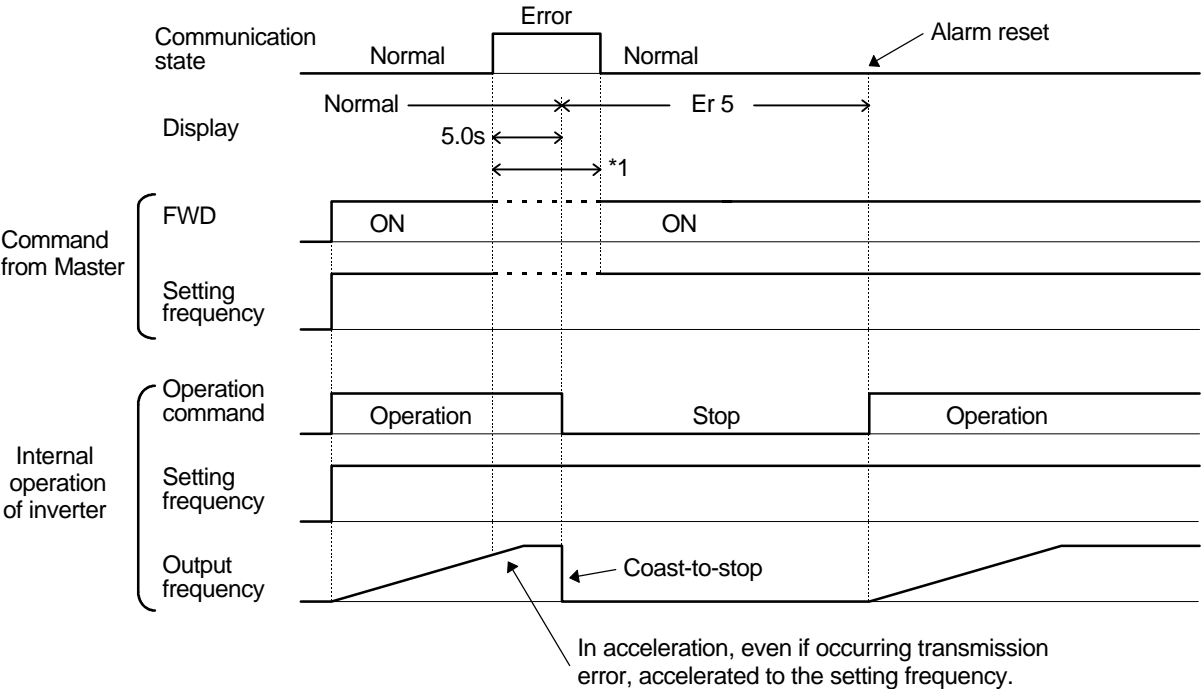 Error
Communication
state
Normal
Normal
Alarm reset
Display
Normal
Er 5
5.0s
*1
Command
from Master
FWD
ON
ON
Setting
frequency
Internal
operation
of inverter
Operation
command
Operation
Stop
Operation
Setting
frequency
Output
frequency
Coast-to-stop
In acceleration, even if occurring transmission
error, accelerated to the setting frequency.